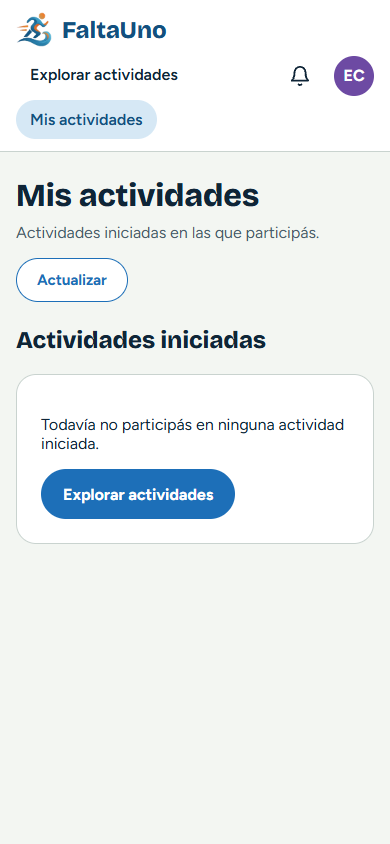 FaltaUno
Explorar actividades
EC
Mis actividades
Mis actividades
Actividades iniciadas en las que participás.
Actualizar
Actividades iniciadas
Todavía no participás en ninguna actividad
iniciada.
Explorar actividades